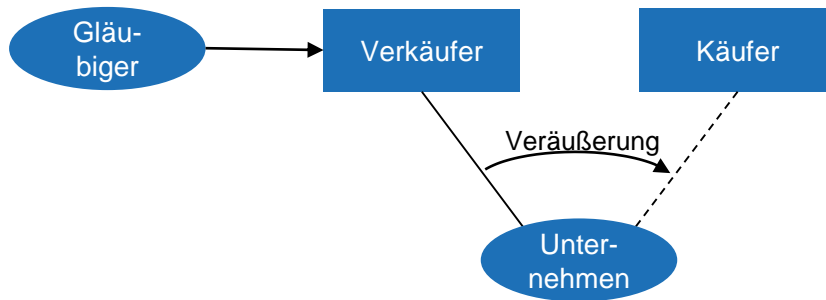 Gläu-
biger
Verkäufer
Käufer
Veräußerung
Unter-
nehmen